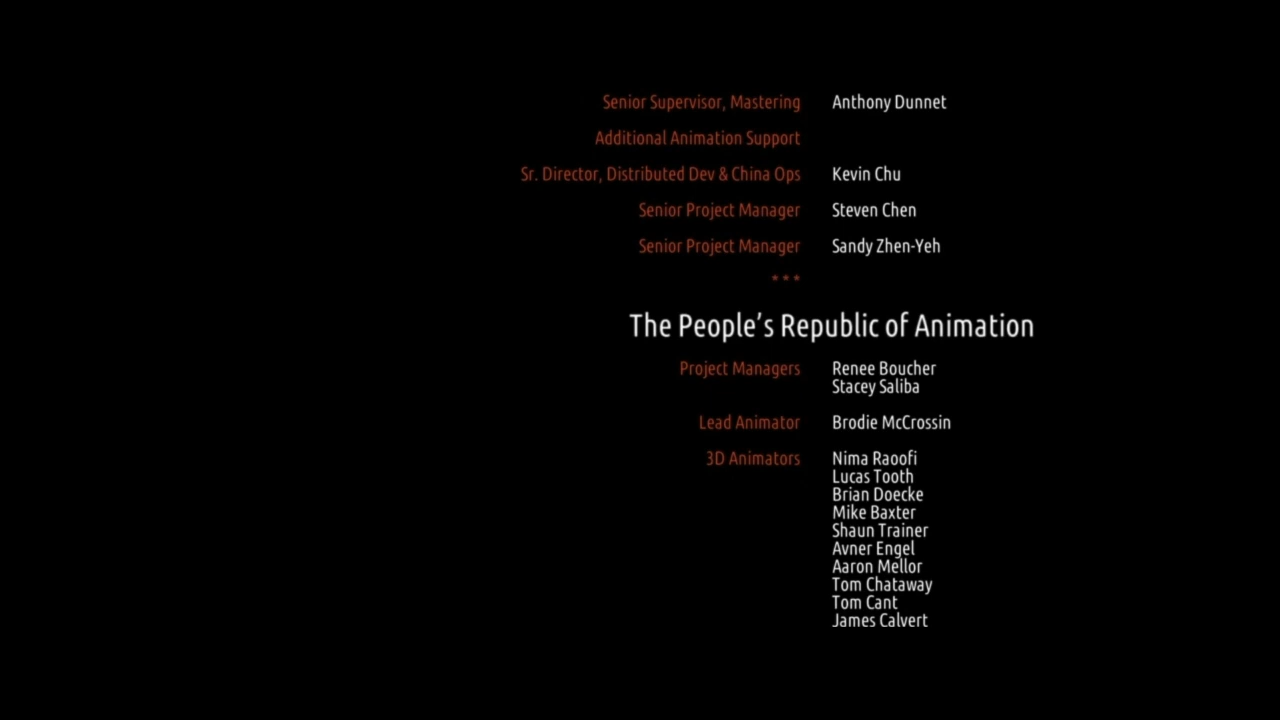 Senior Supervisor, Mastering Anthony Dunnet
Additional Animation Support
Sr. Director, Distributed Dev & China Ops Kevin Chu
Senior Project Manager Steven Chen
Senior Project Manager Sandy Zhen-Yeh
* * *
The People’s Republic of Animation
Project Managers Renee Boucher
Stacey Saliba
Lead Animator Brodie McCrossin
3D Animators Nima Raoofi
Lucas Tooth
Brian Doecke
Mike Baxter
Shaun Trainer
Avner Engel
Aaron Mellor
Tom Chataway
Tom Cant
James Calvert